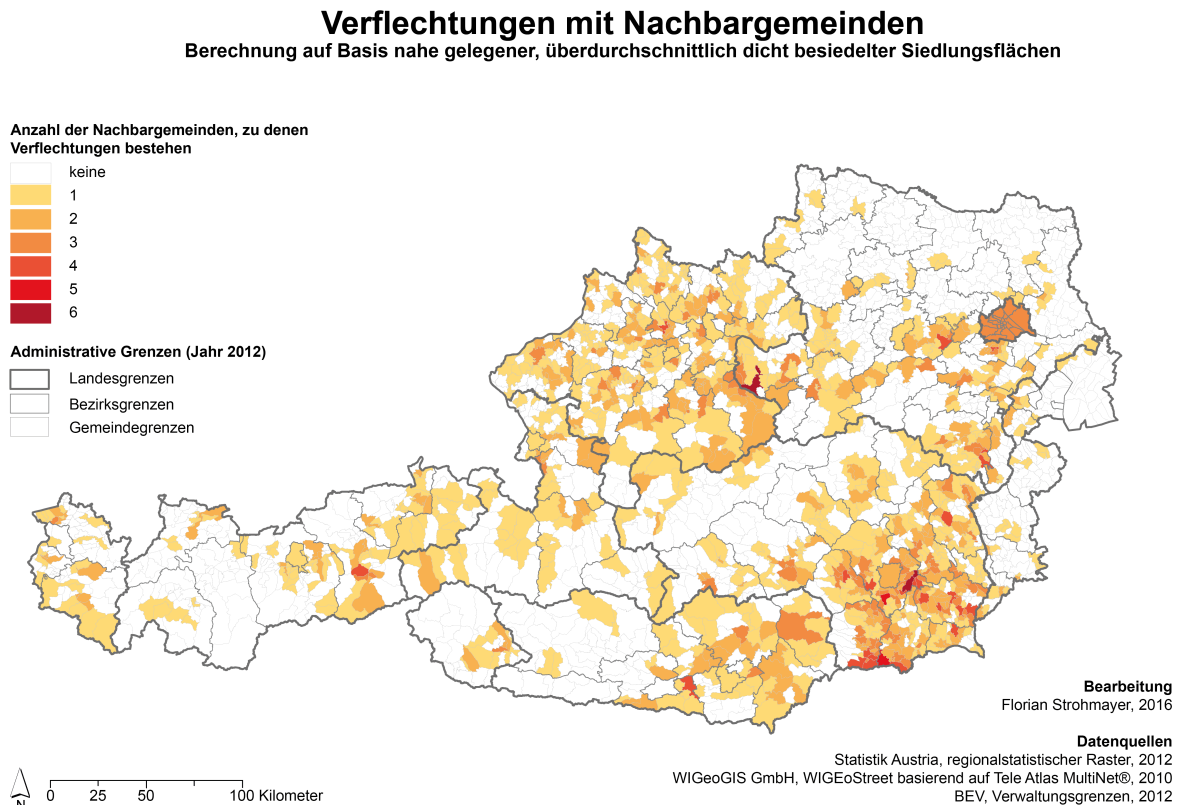 Verflechtungen mit Nachbargemeinden
Berechnung auf Basis nahe gelegener, überdurchschnittlich dicht besiedelter Siedlungsflächen
Anzahl der Nachbargemeinden, zu denen
Verflechtungen bestehen
keine
1
2
3
4
5
6
Administrative Grenzen (Jahr 2012)
Landesgrenzen
Bezirksgrenzen
Gemeindegrenzen
Bearbeitung
Florian Strohmayer, 2016
Datenquellen
Statistik Austria, regionalstatistischer Raster, 2012
WIGeoGIS GmbH, WIGEoStreet basierend auf Tele Atlas MultiNet®, 2010
BEV, Verwaltungsgrenzen, 2012
N
0 25 50 100 Kilometer